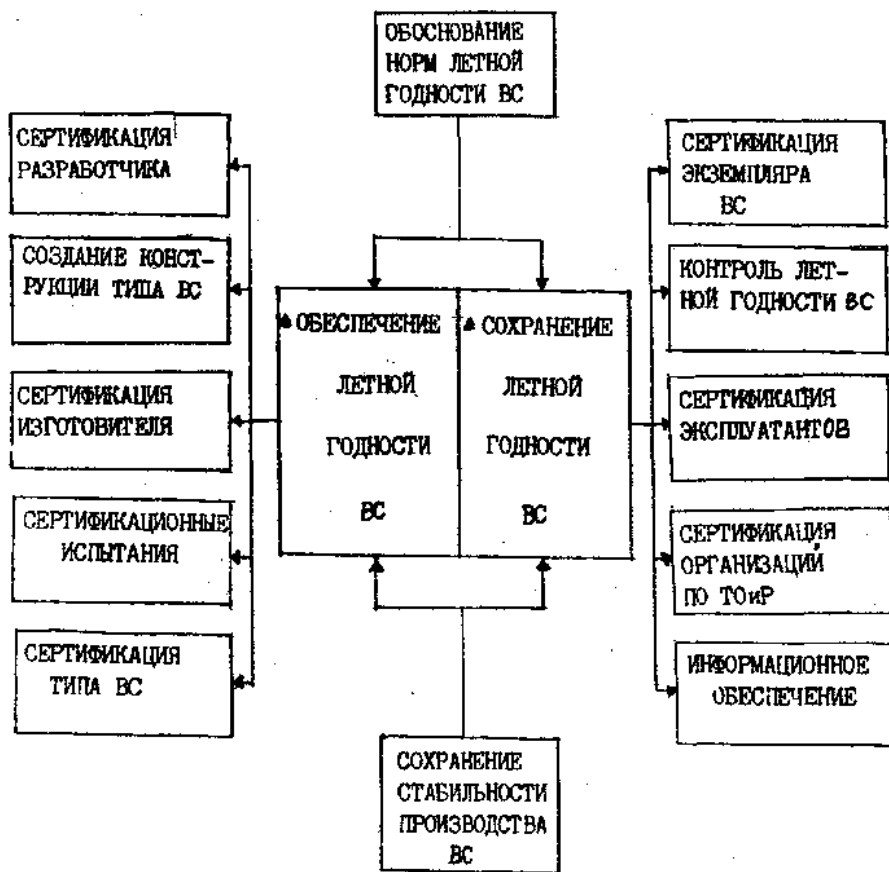 ОБОСНОВАНИЕ
НОРМ ЛЕТНОЙ
ГОДНОСТИ ВС
СЕРТИФИКАЦИЯ
РАЗРАБОТЧИКА
СОЗДАНИЕ КОНСТ-
РУКЦИИ ТИПА ВС
СЕРТИФИКАЦИЯ
ИЗГОТОВИТЕЛЯ
СЕРТИФИКАЦИОННЫЕ
ИСПЫТАНИЯ
СЕРТИФИКАЦИЯ
ТИПА ВС
ОБЕСПЕЧЕНИЕ
ЛЕТНОЙ
ГОДНОСТИ
ВС
СОХРАНЕНИЕ
ЛЕТНОЙ
ГОДНОСТИ
ВС
СЕРТИФИКАЦИЯ
ЭКЗЕМПЛЯРА
ВС
КОНТРОЛЬ ЛЕТ-
НОЙ ГОДНОСТИ ВС
СЕРТИФИКАЦИЯ
ЭКСПЛУАТАНТОВ
СЕРТИФИКАЦИЯ
ОРГАНИЗАЦИЙ
ПО ТОиР
ИНФОРМАЦИОННОЕ
ОБЕСПЕЧЕНИЕ
СОХРАНЕНИЕ
СТАБИЛЬНОСТИ
ПРОИЗВОДСТВА
ВС